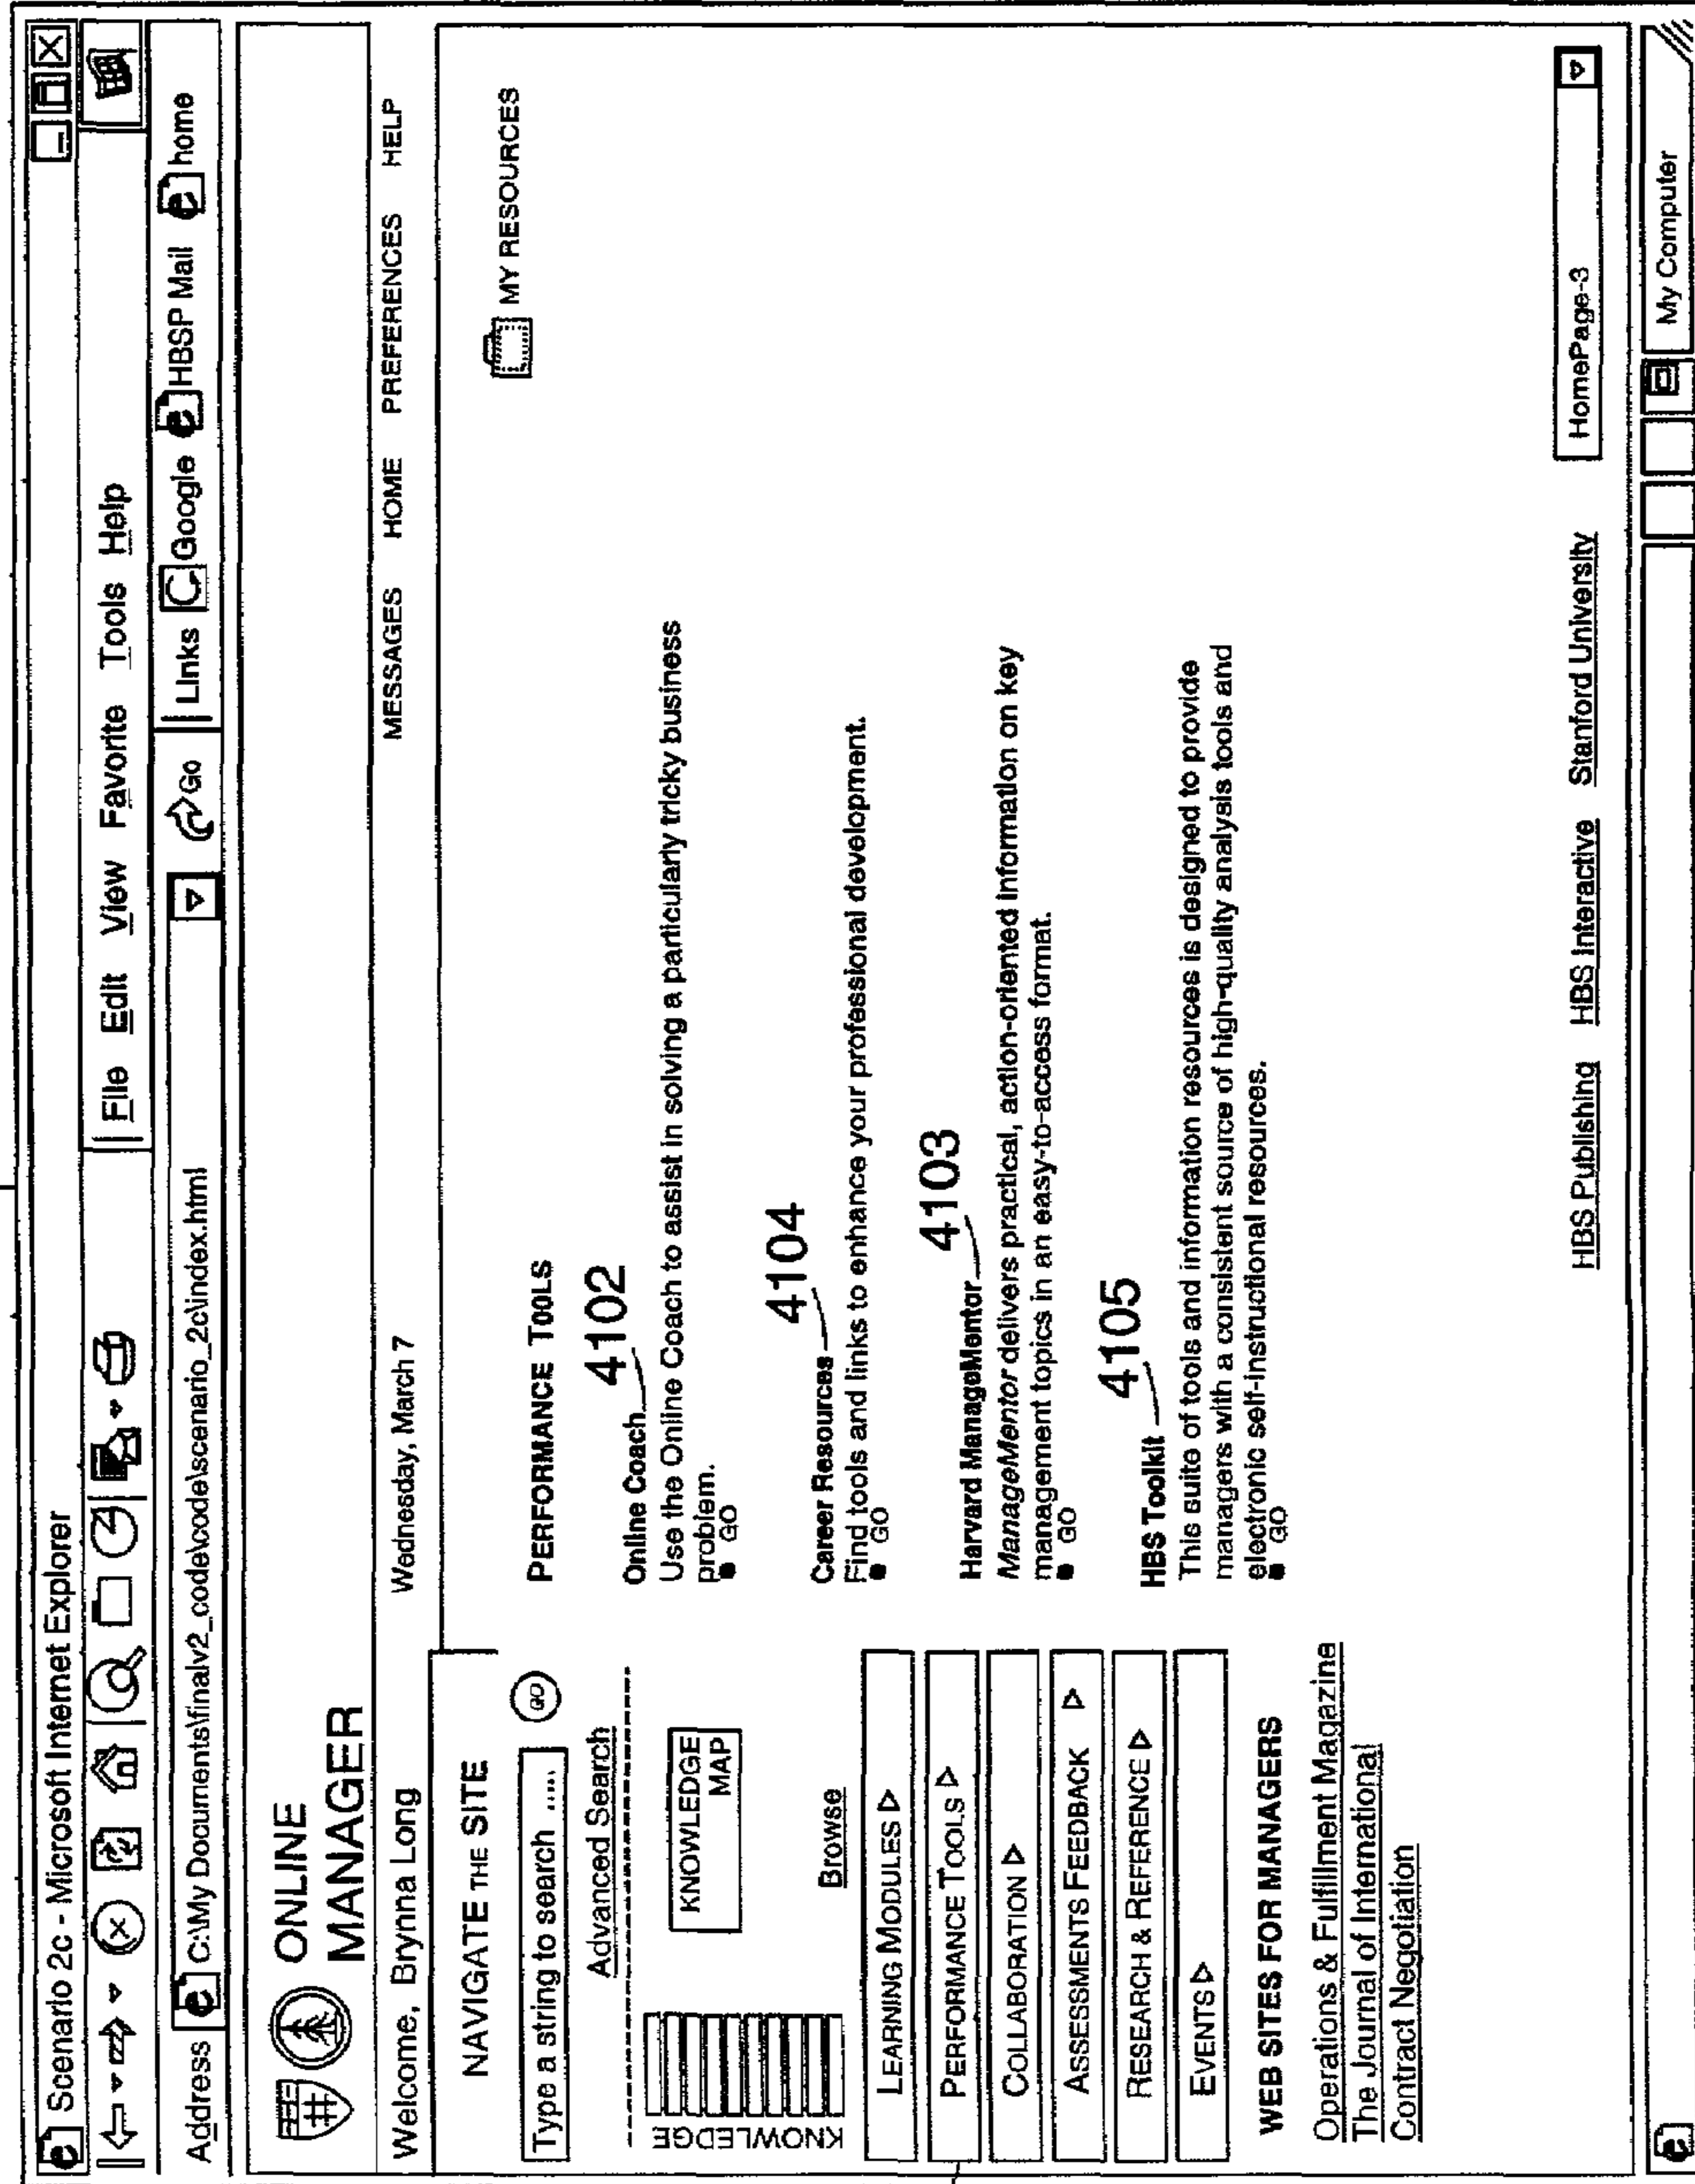 Scenario 2c - Microsoft Internet Explorer
File Edit View Favorite Tools Help
Address C:\My Documents\finalv2_code\code\scenario_2c\index.html Go Links Google HBSP Mail home
ONLINE
MANAGER
Welcome, Brynna Long
Wednesday, March 7
MESSAGES HOME PREFERENCES HELP
NAVIGATE THE SITE
Type a string to search ..... GO
Advanced Search
KNOWLEDGE
KNOWLEDGE
MAP
Browse
LEARNING MODULES
PERFORMANCE TOOLS
COLLABORATION
ASSESSMENTS FEEDBACK
RESEARCH & REFERENCE
EVENTS
WEB SITES FOR MANAGERS
Operations & Fulfillment Magazine
The Journal of International
Contract Negotiation
MY RESOURCES
PERFORMANCE TOOLS
4102
Online Coach
Use the Online Coach to assist in solving a particularly tricky business
problem.
GO
4104
Career Resources
Find tools and links to enhance your professional development.
GO
4103
Harvard ManageMentor
ManageMentor delivers practical, action-oriented information on key
management topics in an easy-to-access format.
GO
4105
HBS Toolkit
This suite of tools and information resources is designed to provide
managers with a consistent source of high-quality analysis tools and
electronic self-instructional resources.
GO
HBS Publishing HBS Interactive Stanford University HomePage-3
My Computer